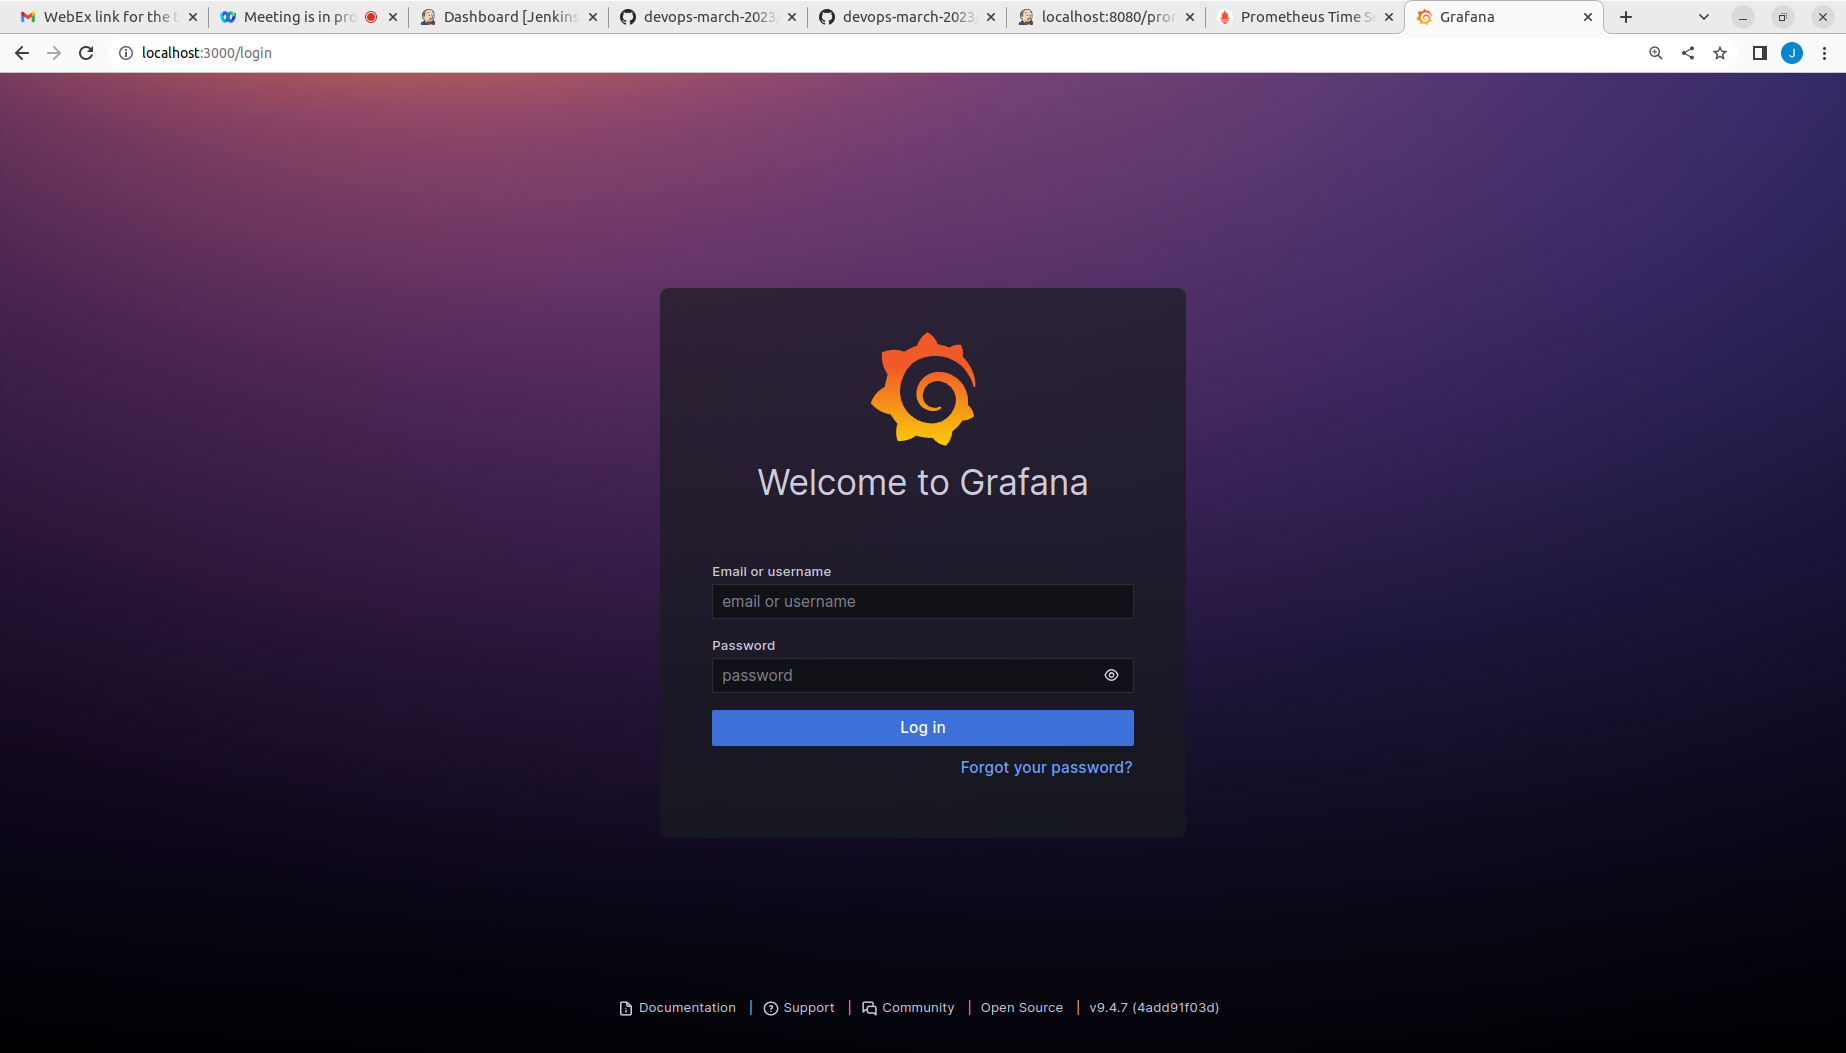 WebEx link for the t
Meeting is in pro
Dashboard [Jenkins
devops-march-2023
devops-march-2023
localhost:8080/pro
Prometheus Time Se
Grafana
localhost:3000/login
J
Welcome to Grafana
Email or username
email or username
Password
password
Log in
Forgot your password?
Documentation | Support | Community | Open Source | v9.4.7 (4add91f03d)